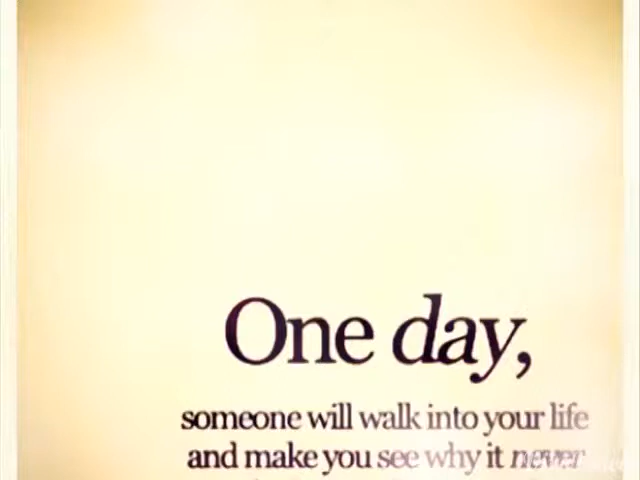 One day,
someone will walk into your life
and make you see why it never